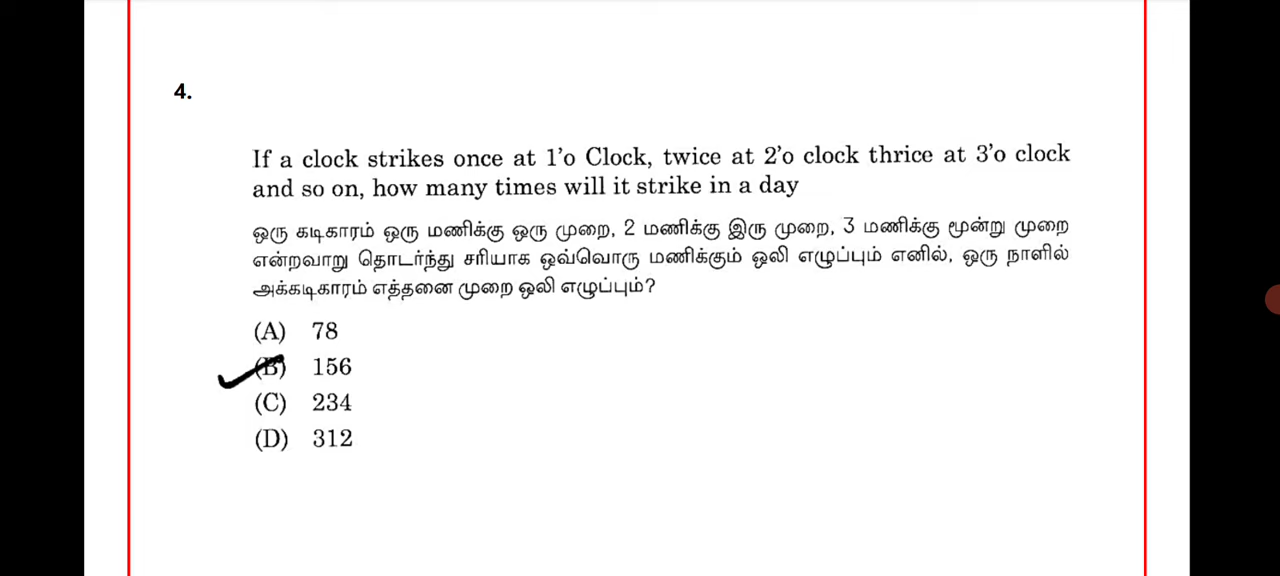 4.
If a clock strikes once at 1'o Clock, twice at 2'o clock thrice at 3'o clock
and so on, how many times will it strike in a day
ஒரு கடிகாரம் ஒரு மணிக்கு ஒரு முறை, 2 மணிக்கு இரு முறை, 3 மணிக்கு மூன்று முறை
என்றவாறு தொடர்ந்து சரியாக ஒவ்வொரு மணிக்கும் ஒலி எழுப்பும் எனில், ஒரு நாளில்
அக்கடிகாரம் எத்தனை முறை ஒலி எழுப்பும்?
(A) 78
(B) 156
(C) 234
(D) 312